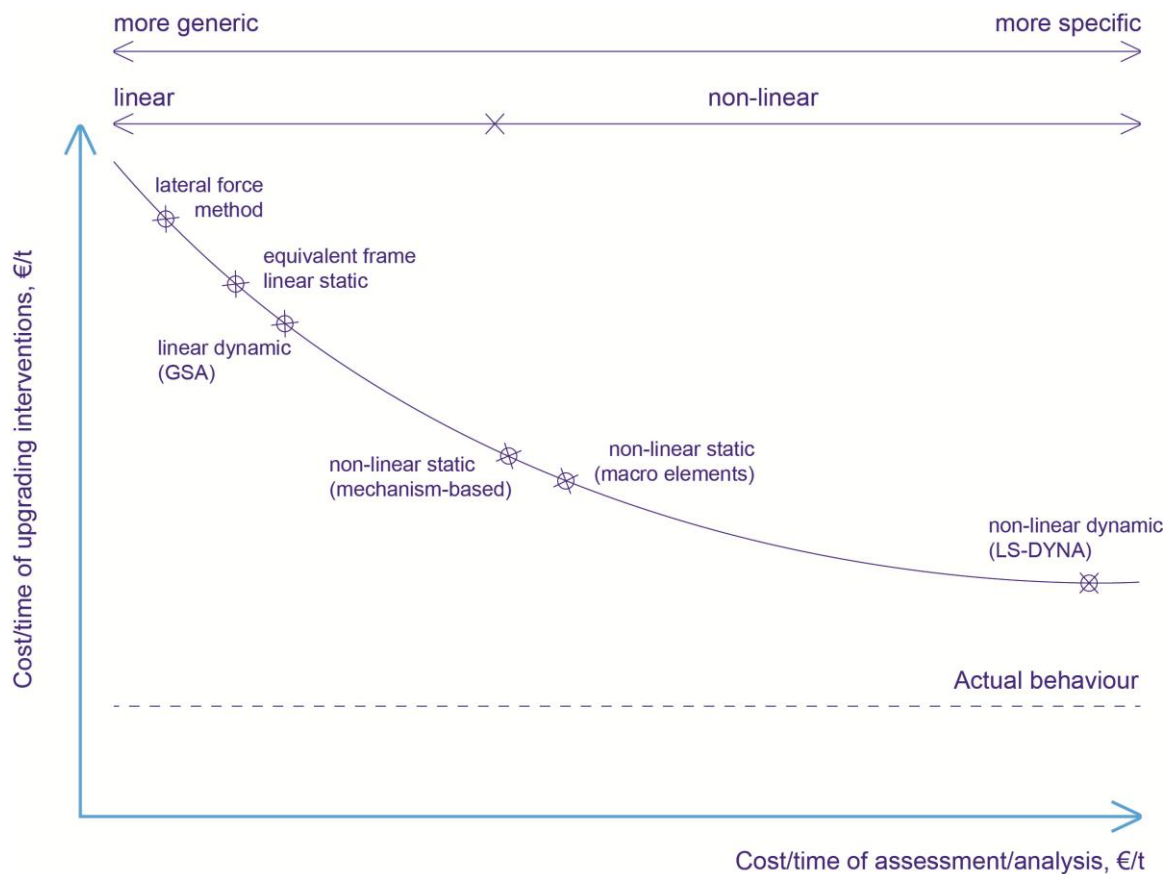 more generic
more specific
linear
non-linear
lateral force
method
equivalent frame
linear static
linear dynamic
(GSA)
non-linear static
(mechanism-based)
non-linear static
(macro elements)
non-linear dynamic
(LS-DYNA)
Actual behaviour
Cost/time of upgrading interventions, €/t
Cost/time of assessment/analysis, €/t